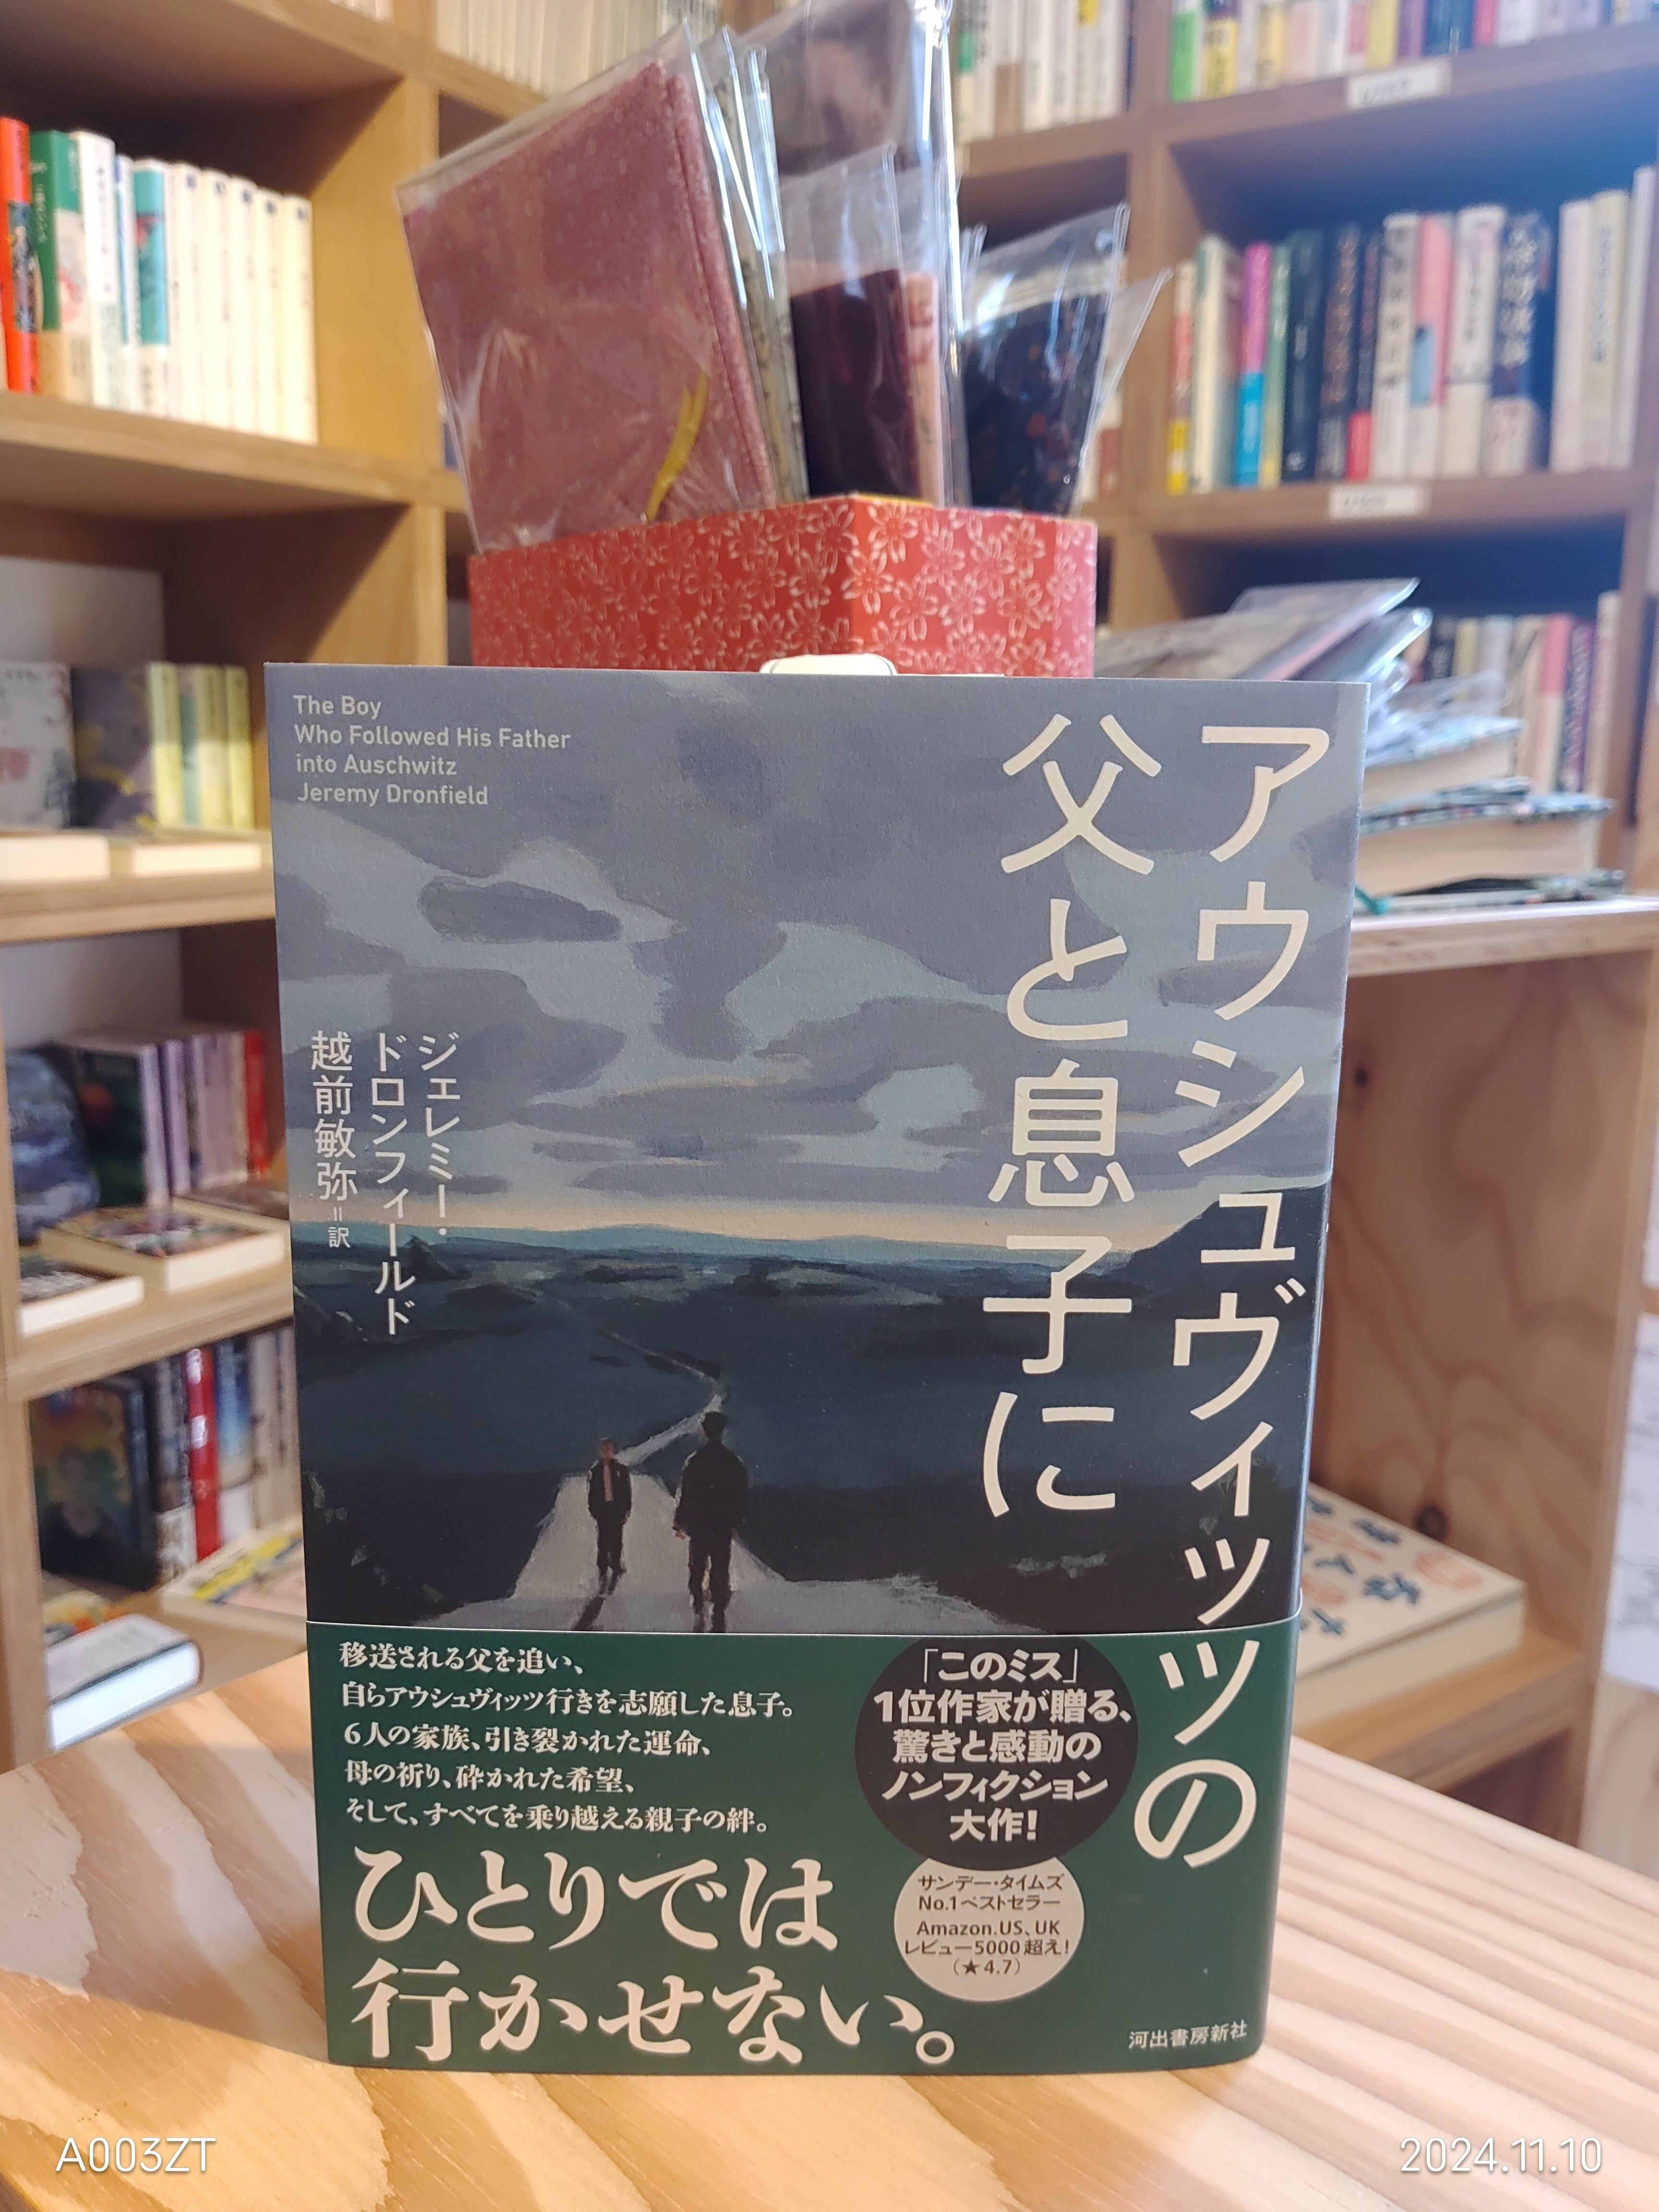 The Boy
Who Followed His Father
into Auschwitz
Jeremy Dronfield
アウシュヴィッツの
父と息子に
ジェレミー・
ドロンフィールド
越前敏弥=訳
移送される父を追い、
自らアウシュヴィッツ行きを志願した息子。
6人の家族、引き裂かれた運命、
母の祈り、砕かれた希望、
そして、すべてを乗り越える親子の絆。
ひとりでは
行かせない。
「このミス」
1位作家が贈る、
驚きと感動の
ノンフィクション
大作!
サンデー・タイムズ
No.1ベストセラー
Amazon.US、UK
レビュー5000超え!
(★4.7)
河出書房新社
A003ZT
2024.11.10